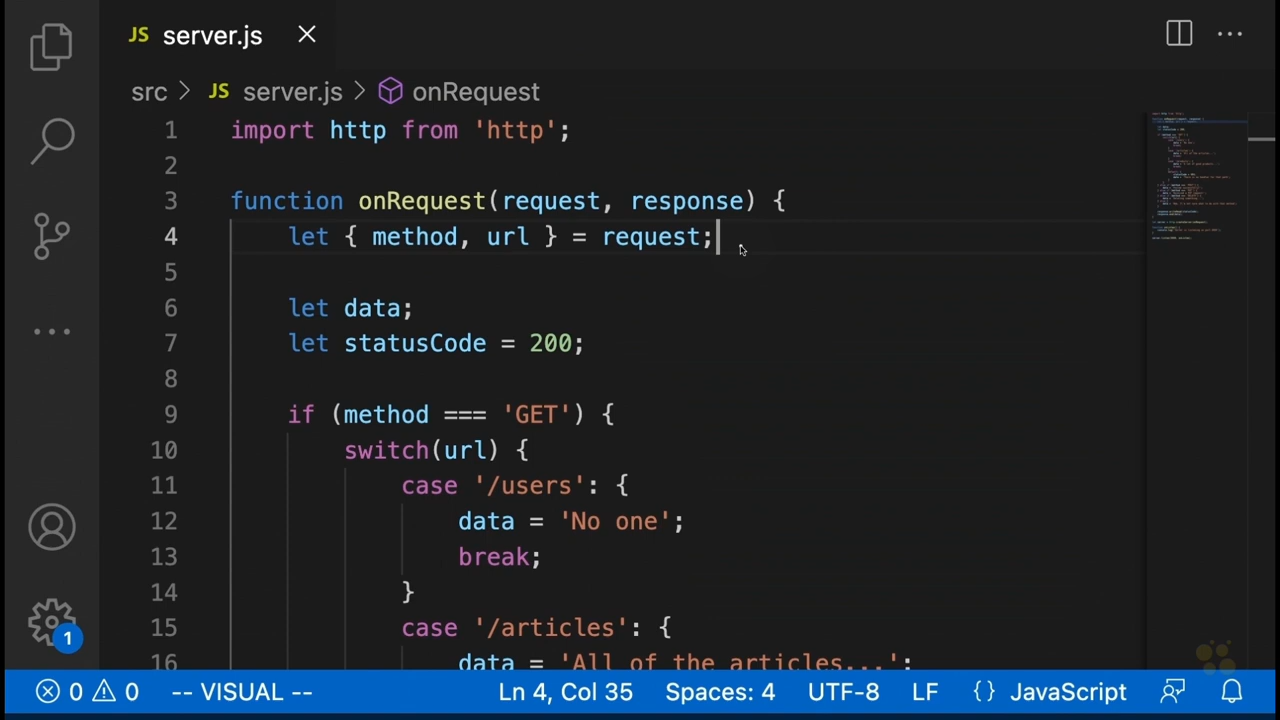 JS server.js
src > JS server.js > onRequest
1 import http from 'http';
2
3 function onRequest(request, response) {
4     let { method, url } = request;
5
6     let data;
7     let statusCode = 200;
8
9     if (method === 'GET') {
10         switch(url) {
11             case '/users': {
12                 data = 'No one';
13                 break;
14             }
15             case '/articles': {
16                 data = 'All of the articles...';
1
0 0 -- VISUAL -- Ln 4, Col 35 Spaces: 4 UTF-8 LF {} JavaScript